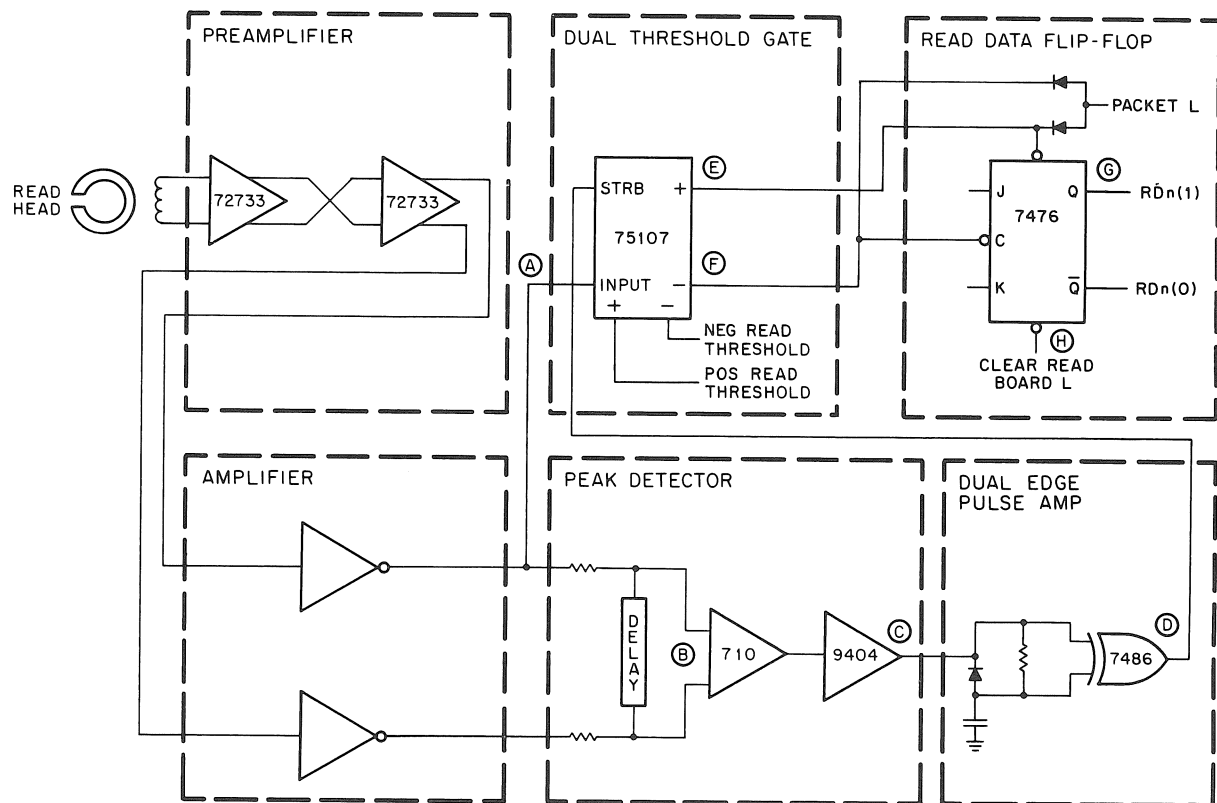 PREAMPLIFIER
READ
HEAD
72733
72733
DUAL THRESHOLD GATE
STRB
+
75107
INPUT
-
+
-
NEG READ
THRESHOLD
POS READ
THRESHOLD
A
E
F
READ DATA FLIP-FLOP
PACKET L
J
Q
7476
C
K
Q̅
G
RDn(1)
RDn(0)
H
CLEAR READ
BOARD L
AMPLIFIER
PEAK DETECTOR
DELAY
B
710
9404
C
DUAL EDGE
PULSE AMP
7486
D